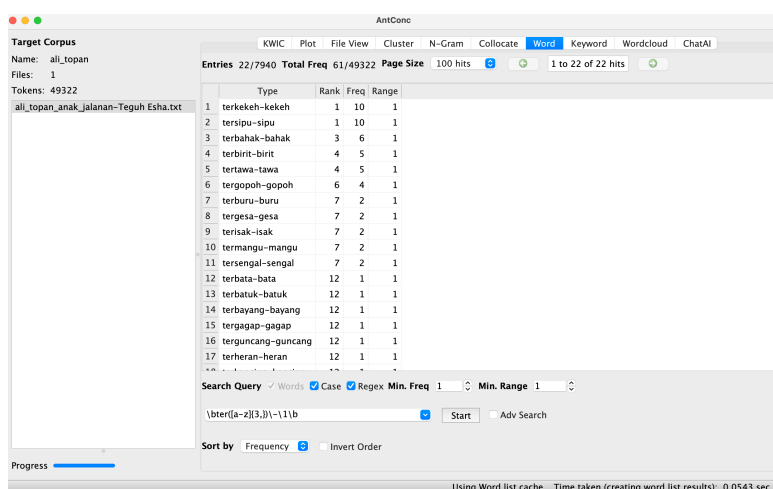 AntConc
Target Corpus
Name: ali_topan
Files: 1
Tokens: 49322
ali_topan_anak_jalanan-Teguh Esha.txt
Progress
KWIC Plot File View Cluster N-Gram Collocate Word Keyword Wordcloud ChatAI
Entries 22/7940 Total Freq 61/49322 Page Size 100 hits 1 to 22 of 22 hits
Type Rank Freq Range
1 terkekeh-kekeh 1 10 1
2 tersipu-sipu 1 10 1
3 terbahak-bahak 3 6 1
4 terbirit-birit 4 5 1
5 tertawa-tawa 4 5 1
6 tergopoh-gopoh 6 4 1
7 terburu-buru 7 2 1
8 tergesa-gesa 7 2 1
9 terisak-isak 7 2 1
10 termangu-mangu 7 2 1
11 tersengal-sengal 7 2 1
12 terbata-bata 12 1 1
13 terbatuk-batuk 12 1 1
14 terbayang-bayang 12 1 1
15 tergagap-gagap 12 1 1
16 terguncang-guncang 12 1 1
17 terheran-heran 12 1 1
Search Query Words Case Regex Min. Freq 1 Min. Range 1
\bter([a-z]{3,})\-\1\b Start Adv Search
Sort by Frequency Invert Order
Using Word list cache Time taken (creating word list results): 0.0543 sec